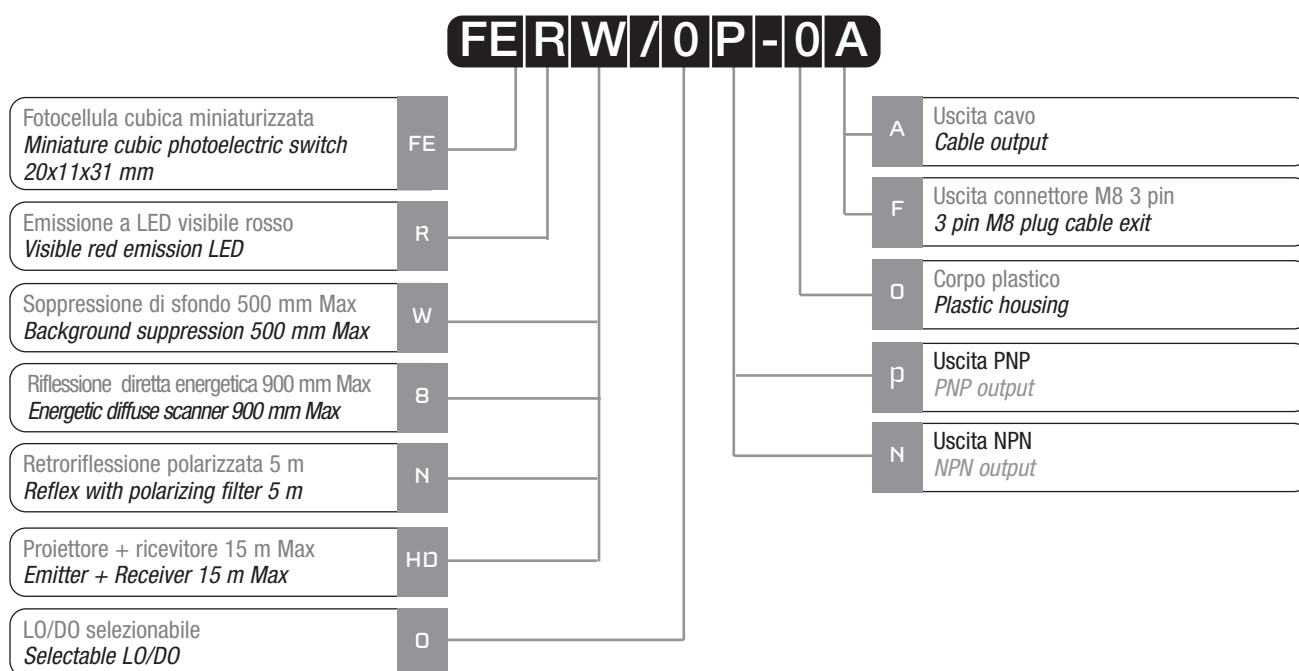 FERW/0P-0A
Fotocellula cubica miniaturizzata
Miniature cubic photoelectric switch
20x11x31 mm
FE
Emissione a LED visibile rosso
Visible red emission LED
R
Soppressione di sfondo 500 mm Max
Background suppression 500 mm Max
W
Riflessione diretta energetica 900 mm Max
Energetic diffuse scanner 900 mm Max
8
Retroriflessione polarizzata 5 m
Reflex with polarizing filter 5 m
N
Proiettore + ricevitore 15 m Max
Emitter + Receiver 15 m Max
HD
LO/DO selezionabile
Selectable LO/DO
0
A
Uscita cavo
Cable output
F
Uscita connettore M8 3 pin
3 pin M8 plug cable exit
0
Corpo plastico
Plastic housing
P
Uscita PNP
PNP output
N
Uscita NPN
NPN output